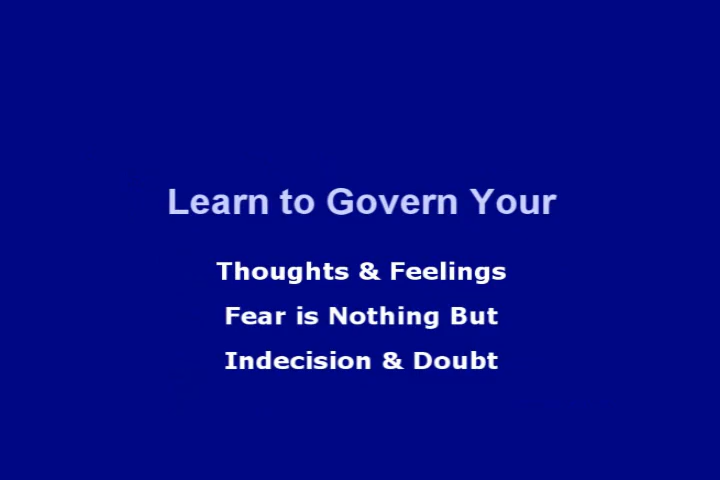 Learn to Govern Your
Thoughts & Feelings
Fear is Nothing But
Indecision & Doubt